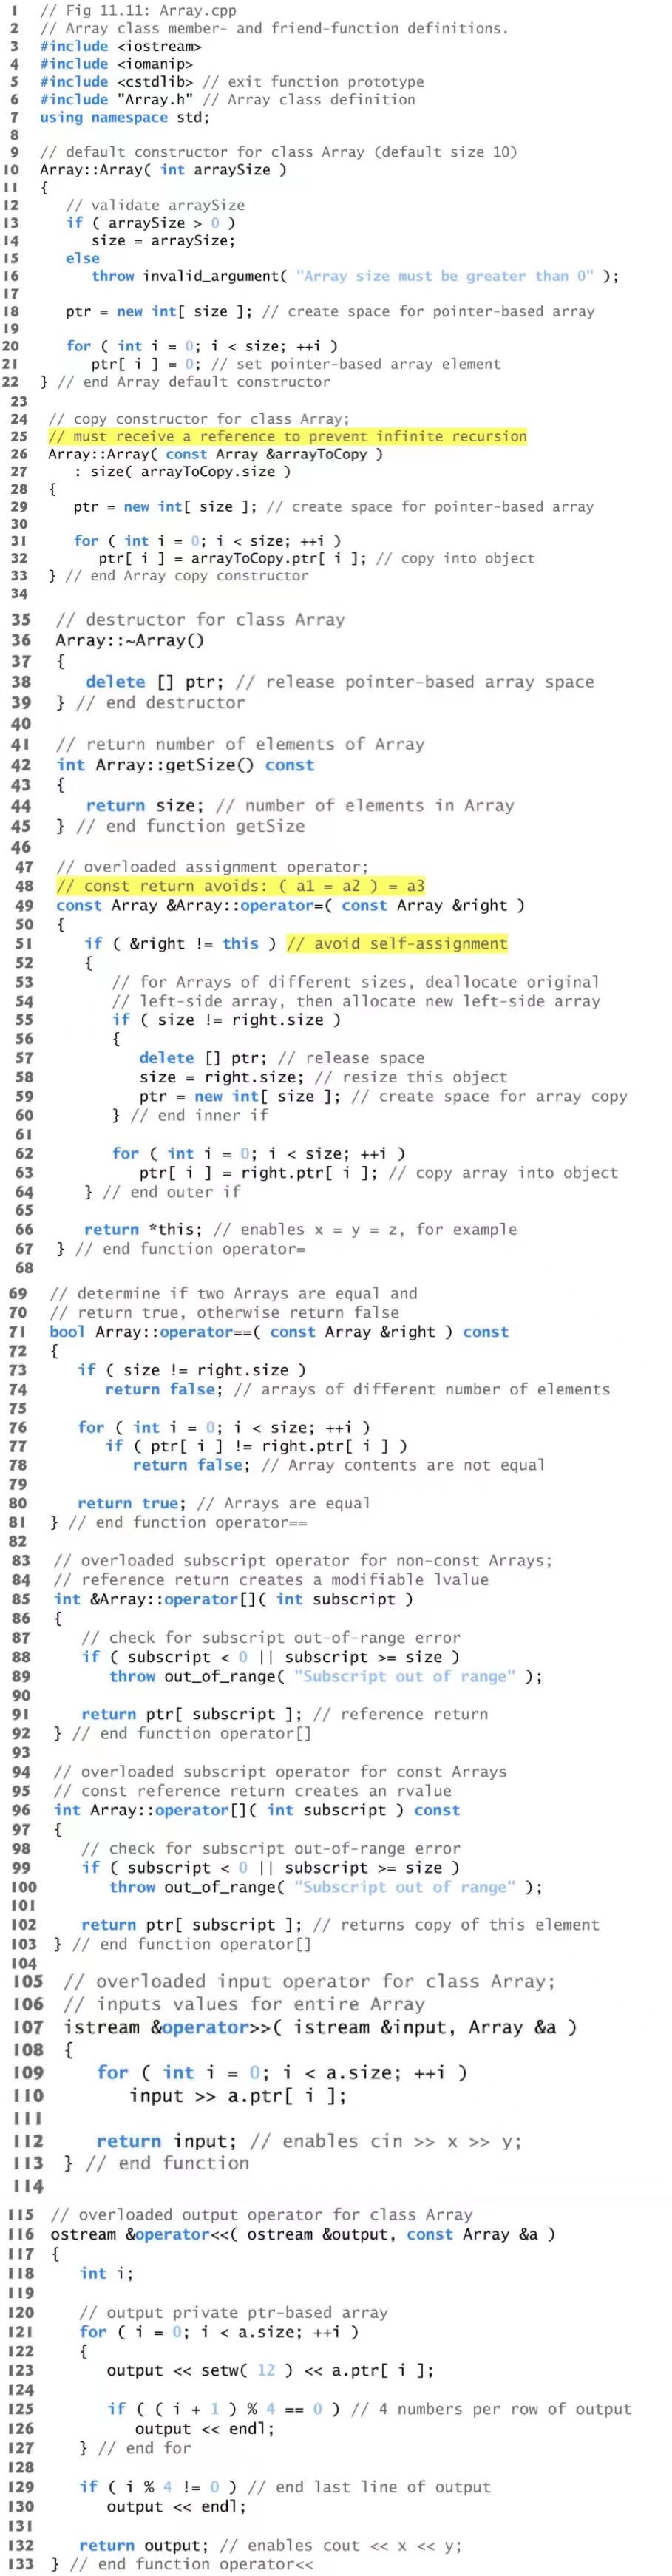 1 // Fig 11.11: Array.cpp
2 // Array class member- and friend-function definitions.
3 #include <iostream>
4 #include <iomanip>
5 #include <cstdlib> // exit function prototype
6 #include "Array.h" // Array class definition
7 using namespace std;
8
9 // default constructor for class Array (default size 10)
10 Array::Array( int arraySize )
11 {
12 // validate arraySize
13 if ( arraySize > 0 )
14 size = arraySize;
15 else
16 throw invalid_argument( "Array size must be greater than 0" );
17
18 ptr = new int[ size ]; // create space for pointer-based array
19
20 for ( int i = 0; i < size; ++i )
21 ptr[ i ] = 0; // set pointer-based array element
22 } // end Array default constructor
23
24 // copy constructor for class Array;
25 // must receive a reference to prevent infinite recursion
26 Array::Array( const Array &arrayToCopy )
27 : size( arrayToCopy.size )
28 {
29 ptr = new int[ size ]; // create space for pointer-based array
30
31 for ( int i = 0; i < size; ++i )
32 ptr[ i ] = arrayToCopy.ptr[ i ]; // copy into object
33 } // end Array copy constructor
34
35 // destructor for class Array
36 Array::~Array()
37 {
38 delete [] ptr; // release pointer-based array space
39 } // end destructor
40
41 // return number of elements of Array
42 int Array::getSize() const
43 {
44 return size; // number of elements in Array
45 } // end function getSize
46
47 // overloaded assignment operator;
48 // const return avoids: ( a1 = a2 ) = a3
49 const Array &Array::operator=( const Array &right )
50 {
51 if ( &right != this ) // avoid self-assignment
52 {
53 // for Arrays of different sizes, deallocate original
54 // left-side array, then allocate new left-side array
55 if ( size != right.size )
56 {
57 delete [] ptr; // release space
58 size = right.size; // resize this object
59 ptr = new int[ size ]; // create space for array copy
60 } // end inner if
61
62 for ( int i = 0; i < size; ++i )
63 ptr[ i ] = right.ptr[ i ]; // copy array into object
64 } // end outer if
65
66 return *this; // enables x = y = z, for example
67 } // end function operator=
68
69 // determine if two Arrays are equal and
70 // return true, otherwise return false
71 bool Array::operator==( const Array &right ) const
72 {
73 if ( size != right.size )
74 return false; // arrays of different number of elements
75
76 for ( int i = 0; i < size; ++i )
77 if ( ptr[ i ] != right.ptr[ i ] )
78 return false; // Array contents are not equal
79
80 return true; // Arrays are equal
81 } // end function operator==
82
83 // overloaded subscript operator for non-const Arrays;
84 // reference return creates a modifiable lvalue
85 int &Array::operator[]( int subscript )
86 {
87 // check for subscript out-of-range error
88 if ( subscript < 0 || subscript >= size )
89 throw out_of_range( "Subscript out of range" );
90
91 return ptr[ subscript ]; // reference return
92 } // end function operator[]
93
94 // overloaded subscript operator for const Arrays
95 // const reference return creates an rvalue
96 int Array::operator[]( int subscript ) const
97 {
98 // check for subscript out-of-range error
99 if ( subscript < 0 || subscript >= size )
100 throw out_of_range( "Subscript out of range" );
101
102 return ptr[ subscript ]; // returns copy of this element
103 } // end function operator[]
104
105 // overloaded input operator for class Array;
106 // inputs values for entire Array
107 istream &operator>>( istream &input, Array &a )
108 {
109 for ( int i = 0; i < a.size; ++i )
110 input >> a.ptr[ i ];
111
112 return input; // enables cin >> x >> y;
113 } // end function
114
115 // overloaded output operator for class Array
116 ostream &operator<<( ostream &output, const Array &a )
117 {
118 int i;
119
120 // output private ptr-based array
121 for ( i = 0; i < a.size; ++i )
122 {
123 output << setw( 12 ) << a.ptr[ i ];
124
125 if ( ( i + 1 ) % 4 == 0 ) // 4 numbers per row of output
126 output << endl;
127 } // end for
128
129 if ( i % 4 != 0 ) // end last line of output
130 output << endl;
131
132 return output; // enables cout << x << y;
133 } // end function operator<<